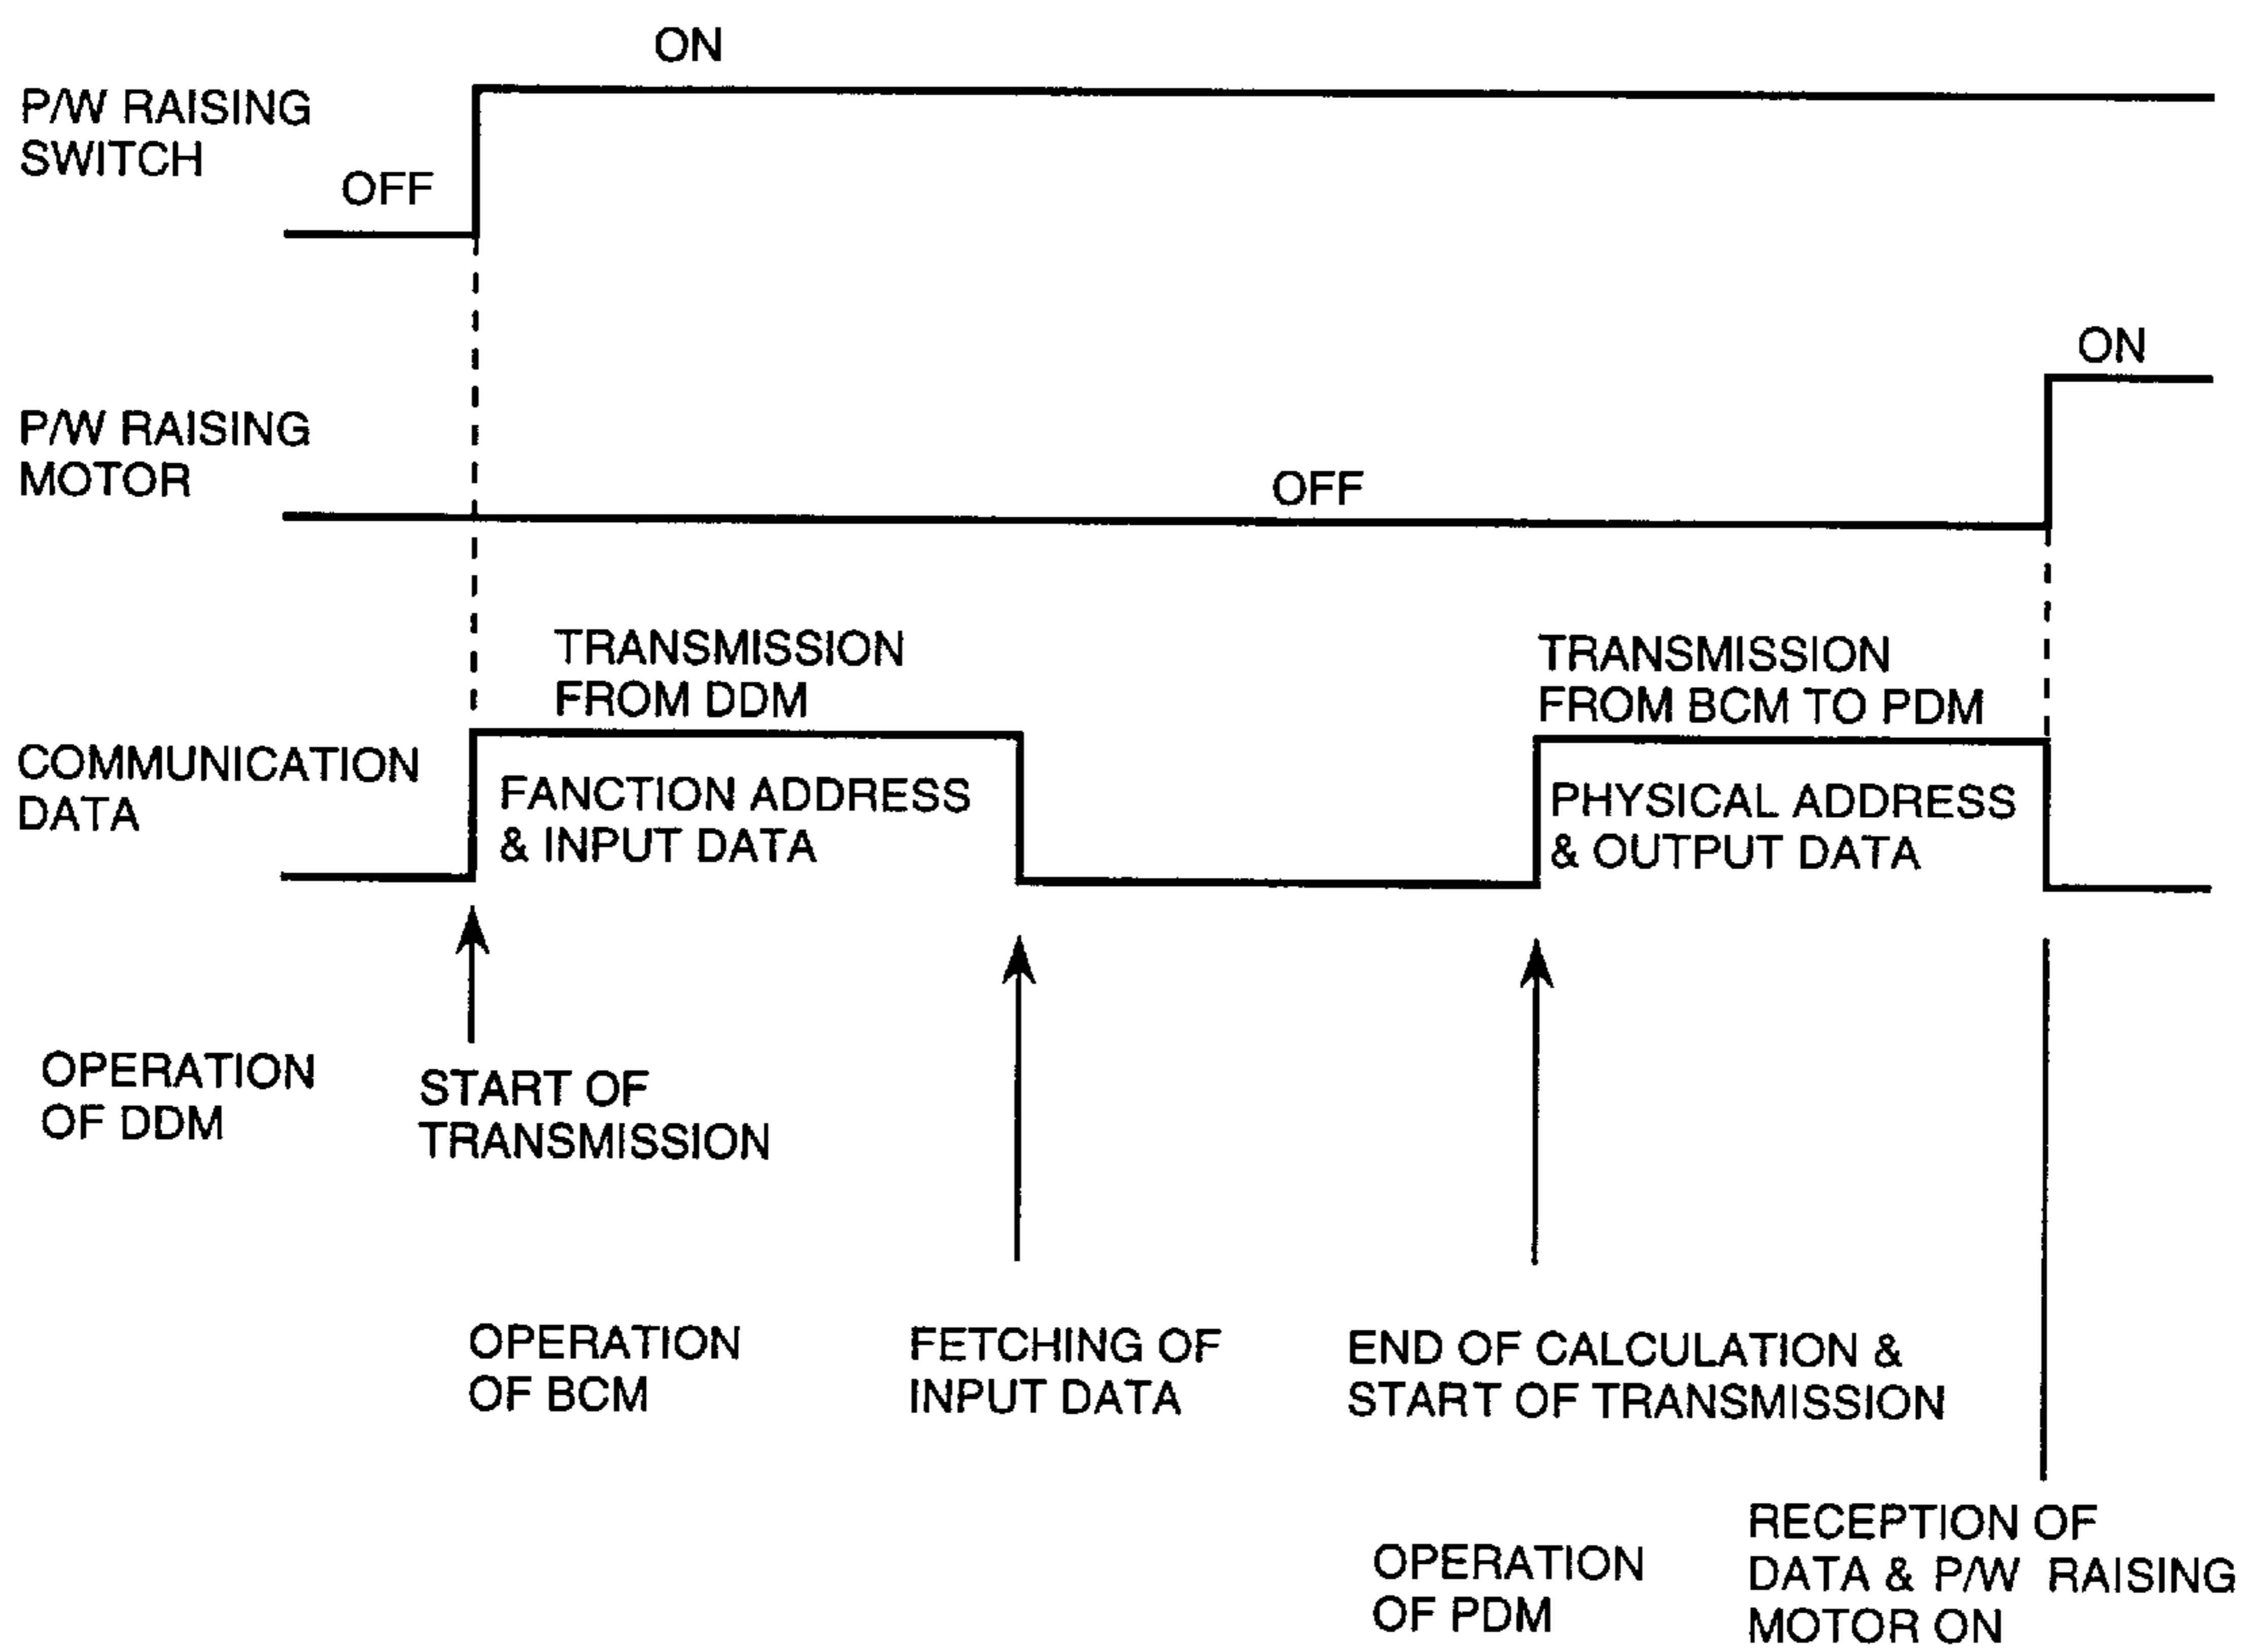 ON
P/W RAISING
SWITCH
OFF
ON
P/W RAISING
MOTOR
OFF
TRANSMISSION
FROM DDM
TRANSMISSION
FROM BCM TO PDM
COMMUNICATION
DATA
FANCTION ADDRESS
& INPUT DATA
PHYSICAL ADDRESS
& OUTPUT DATA
OPERATION
OF DDM
START OF
TRANSMISSION
OPERATION
OF BCM
FETCHING OF
INPUT DATA
END OF CALCULATION &
START OF TRANSMISSION
OPERATION
OF PDM
RECEPTION OF
DATA & P/W RAISING
MOTOR ON